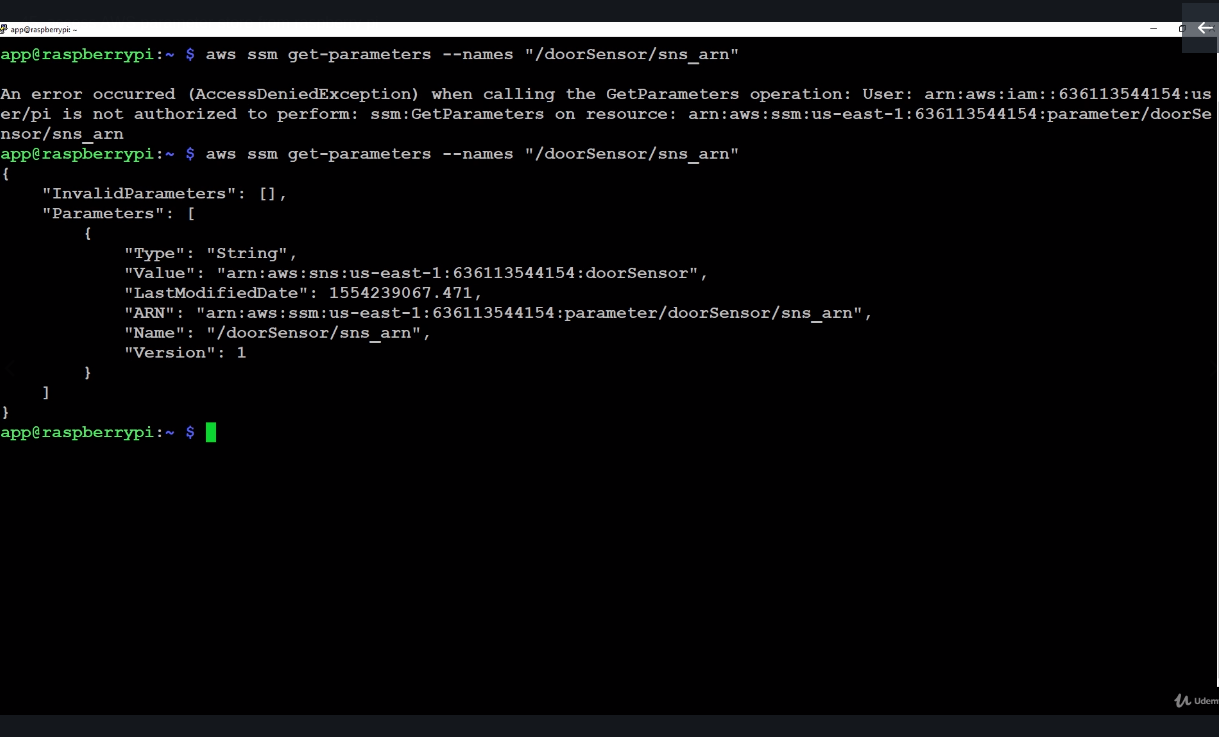 app@raspberrypi: ~
app@raspberrypi:~ $ aws ssm get-parameters --names "/doorSensor/sns_arn"
An error occurred (AccessDeniedException) when calling the GetParameters operation: User: arn:aws:iam::636113544154:us
er/pi is not authorized to perform: ssm:GetParameters on resource: arn:aws:ssm:us-east-1:636113544154:parameter/doorSe
nsor/sns_arn
app@raspberrypi:~ $ aws ssm get-parameters --names "/doorSensor/sns_arn"
{
    "InvalidParameters": [],
    "Parameters": [
        {
            "Type": "String",
            "Value": "arn:aws:sns:us-east-1:636113544154:doorSensor",
            "LastModifiedDate": 1554239067.471,
            "ARN": "arn:aws:ssm:us-east-1:636113544154:parameter/doorSensor/sns_arn",
            "Name": "/doorSensor/sns_arn",
            "Version": 1
        }
    ]
}
app@raspberrypi:~ $
Udem